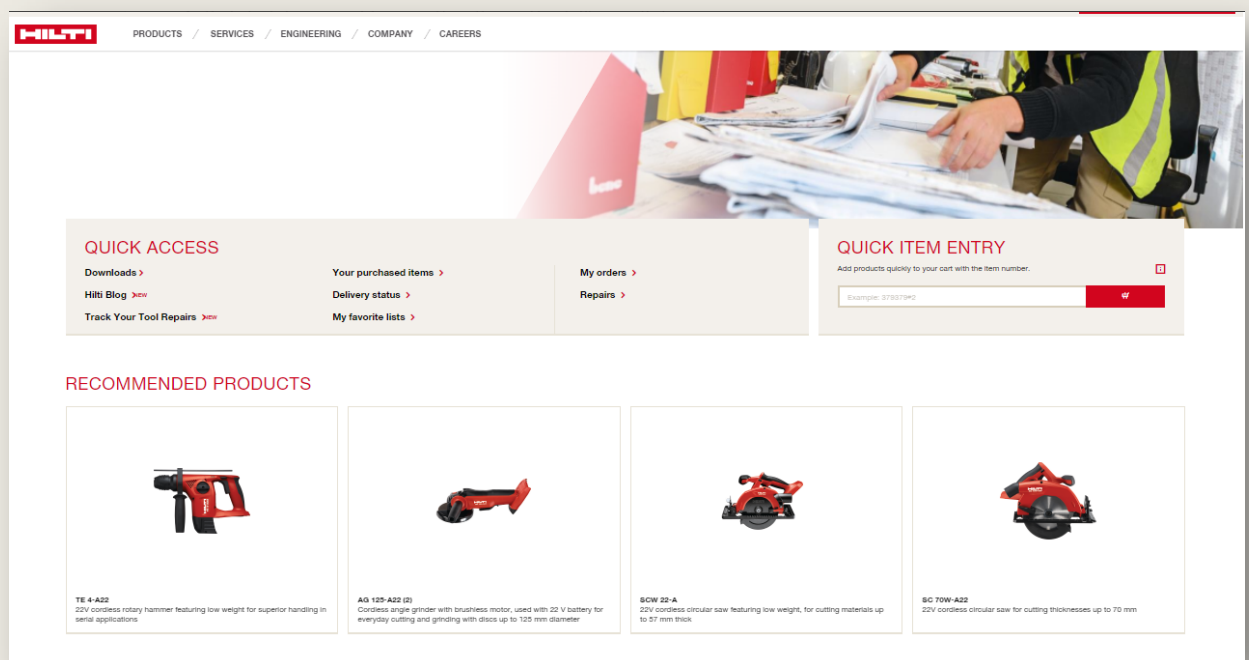 HILTI
PRODUCTS / SERVICES / ENGINEERING / COMPANY / CAREERS
bene
QUICK ACCESS
Downloads >
Hilti Blog >NEW
Track Your Tool Repairs >NEW
Your purchased items >
Delivery status >
My favorite lists >
My orders >
Repairs >
QUICK ITEM ENTRY
Add products quickly to your cart with the item number.
Example: 379379#2
RECOMMENDED PRODUCTS
TE 4-A22
22V cordless rotary hammer featuring low weight for superior handling in
serial applications
AG 125-A22 (2)
Cordless angle grinder with brushless motor, used with 22 V battery for
everyday cutting and grinding with discs up to 125 mm diameter
SCW 22-A
22V cordless circular saw featuring low weight, for cutting materials up
to 57 mm thick
SC 70W-A22
22V cordless circular saw for cutting thicknesses up to 70 mm